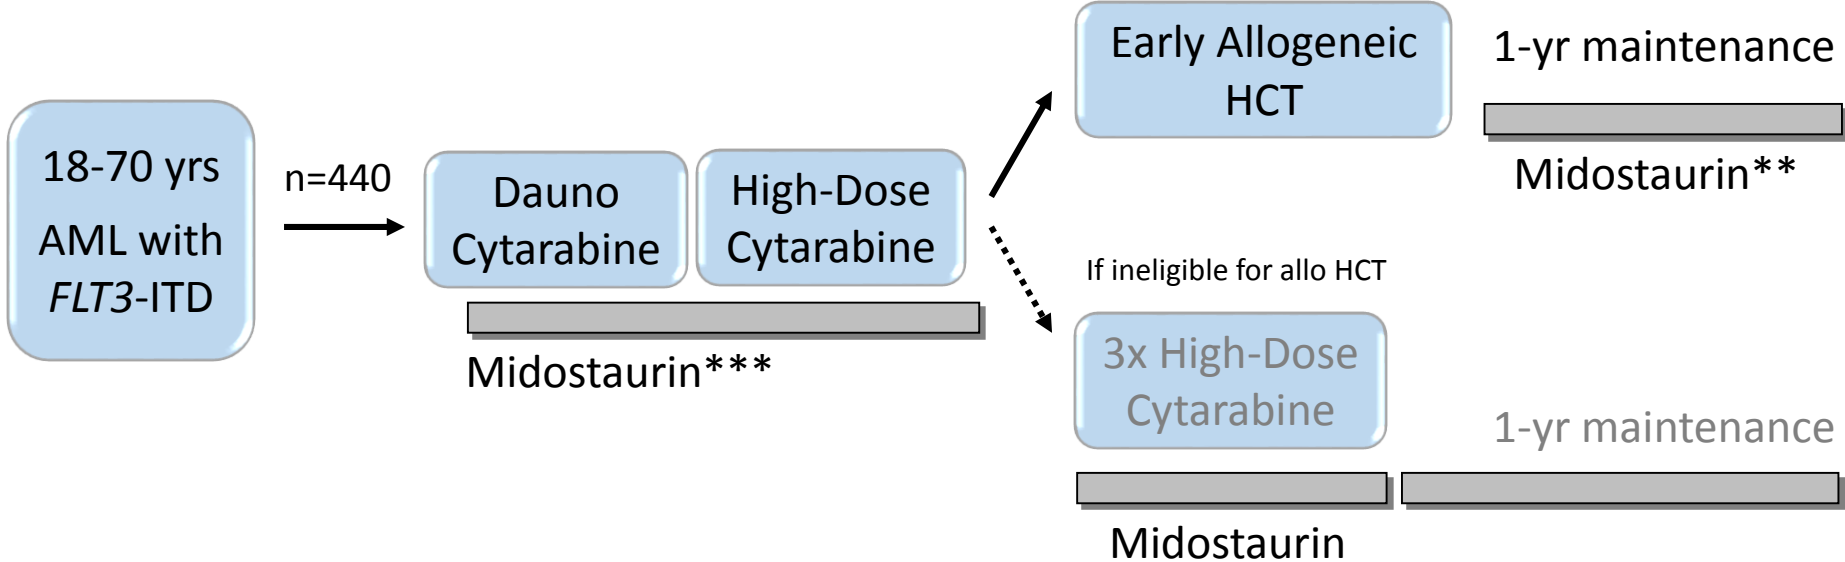 18-70 yrs
AML with
FLT3-ITD
n=440
Dauno
Cytarabine
High-Dose
Cytarabine
Midostaurin***
Early Allogeneic
HCT
1-yr maintenance
Midostaurin**
If ineligible for allo HCT
3x High-Dose
Cytarabine
1-yr maintenance
Midostaurin